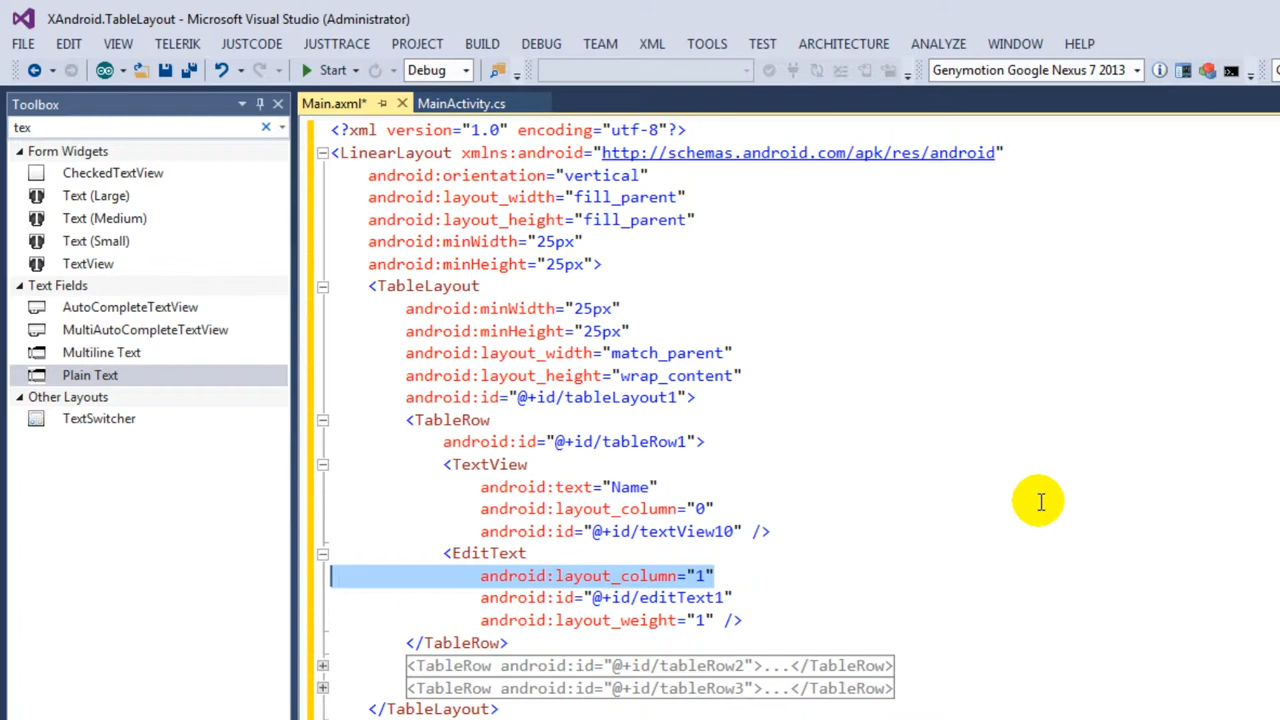 XAndroid.TableLayout - Microsoft Visual Studio (Administrator)
FILE EDIT VIEW TELERIK JUSTCODE JUSTTRACE PROJECT BUILD DEBUG TEAM XML TOOLS TEST ARCHITECTURE ANALYZE WINDOW HELP
Start Debug Genymotion Google Nexus 7 2013
Toolbox
tex
Form Widgets
CheckedTextView
Text (Large)
Text (Medium)
Text (Small)
TextView
Text Fields
AutoCompleteTextView
MultiAutoCompleteTextView
Multiline Text
Plain Text
Other Layouts
TextSwitcher
Main.axml* MainActivity.cs
<?xml version="1.0" encoding="utf-8"?>
<LinearLayout xmlns:android="http://schemas.android.com/apk/res/android"
android:orientation="vertical"
android:layout_width="fill_parent"
android:layout_height="fill_parent"
android:minWidth="25px"
android:minHeight="25px">
<TableLayout
android:minWidth="25px"
android:minHeight="25px"
android:layout_width="match_parent"
android:layout_height="wrap_content"
android:id="@+id/tableLayout1">
<TableRow
android:id="@+id/tableRow1">
<TextView
android:text="Name"
android:layout_column="0"
android:id="@+id/textView10" />
<EditText
android:layout_column="1"
android:id="@+id/editText1"
android:layout_weight="1" />
</TableRow>
<TableRow android:id="@+id/tableRow2">...</TableRow>
<TableRow android:id="@+id/tableRow3">...</TableRow>
</TableLayout>